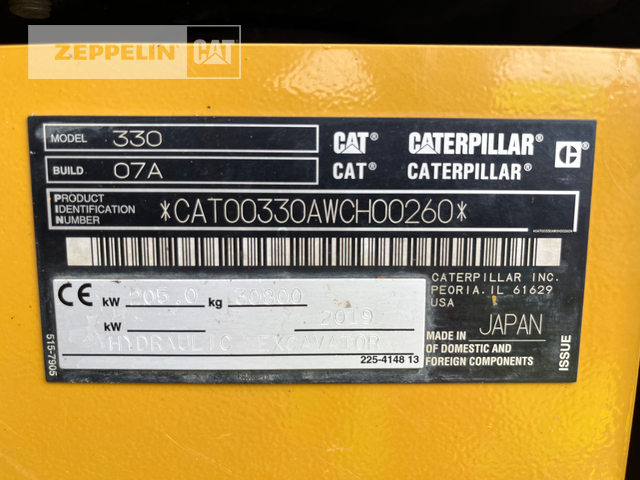 ZEPPELIN CAT
MODEL 330
BUILD 07A
CAT® CATERPILLAR® C®
CAT® CATERPILLAR®
PRODUCT
IDENTIFICATION
NUMBER
*CAT00330AWCH00260*
*CAT00330AWCH00260*
CATERPILLAR INC.
PEORIA, IL 61629
USA
CE kW 205.0 kg 30800
kW 2019
HYDRAULIC EXCAVATOR
225-4148 13
515-7905
MADE IN JAPAN
OF DOMESTIC AND
FOREIGN COMPONENTS
ISSUE